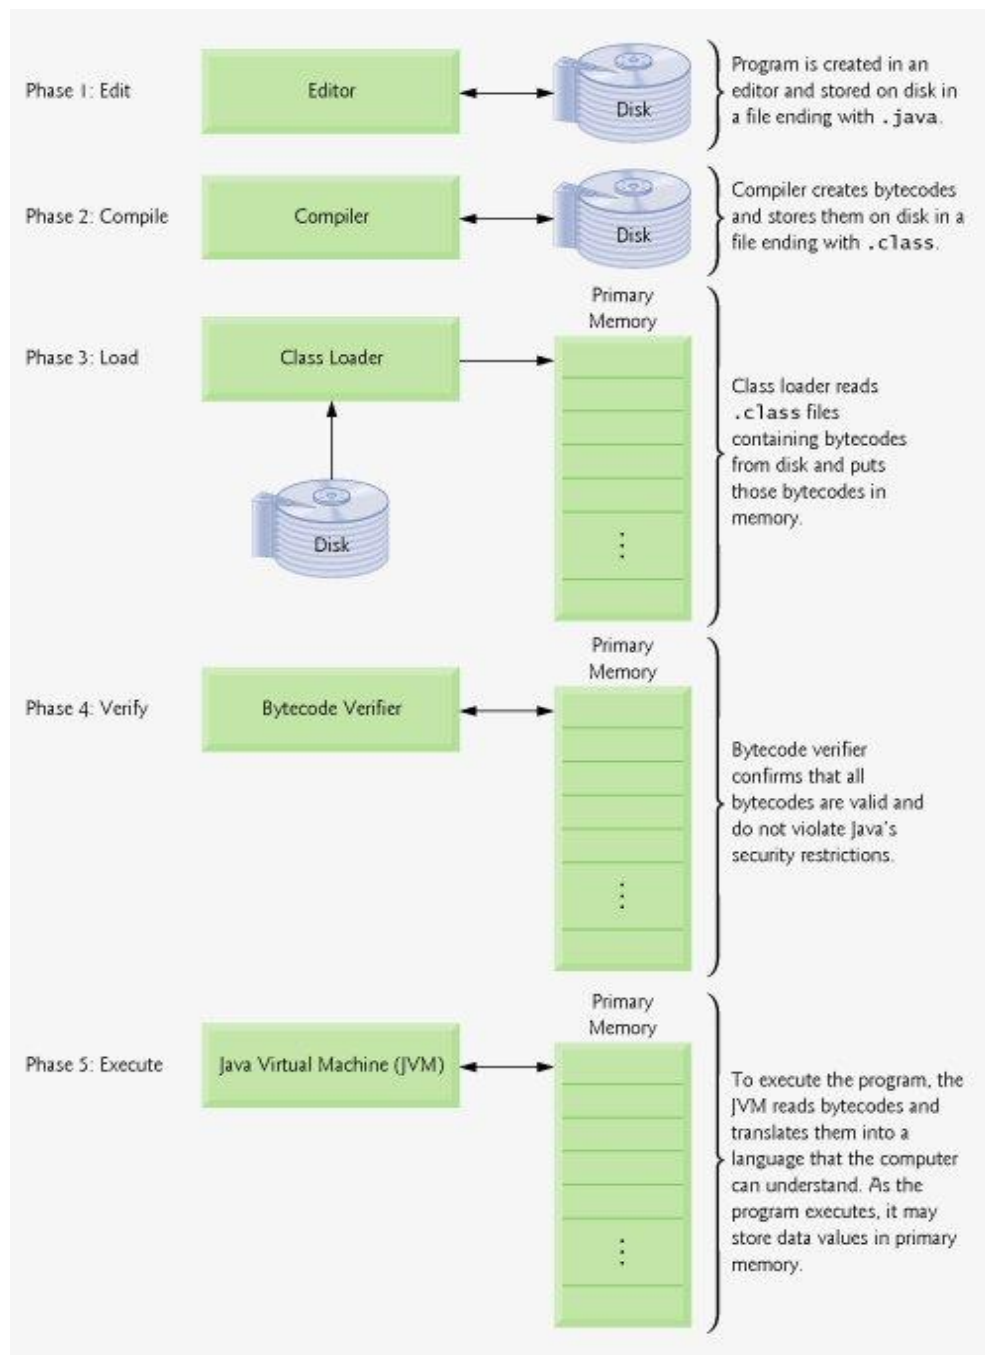 Phase 1: Edit
Editor
Disk
Program is created in an
editor and stored on disk in
a file ending with .java.
Phase 2: Compile
Compiler
Disk
Compiler creates bytecodes
and stores them on disk in a
file ending with .class.
Primary
Memory
Phase 3: Load
Class Loader
Disk
Class loader reads
.class files
containing bytecodes
from disk and puts
those bytecodes in
memory.
Primary
Memory
Phase 4: Verify
Bytecode Verifier
Bytecode verifier
confirms that all
bytecodes are valid and
do not violate Java's
security restrictions.
Primary
Memory
Phase 5: Execute
Java Virtual Machine (JVM)
To execute the program, the
JVM reads bytecodes and
translates them into a
language that the computer
can understand. As the
program executes, it may
store data values in primary
memory.